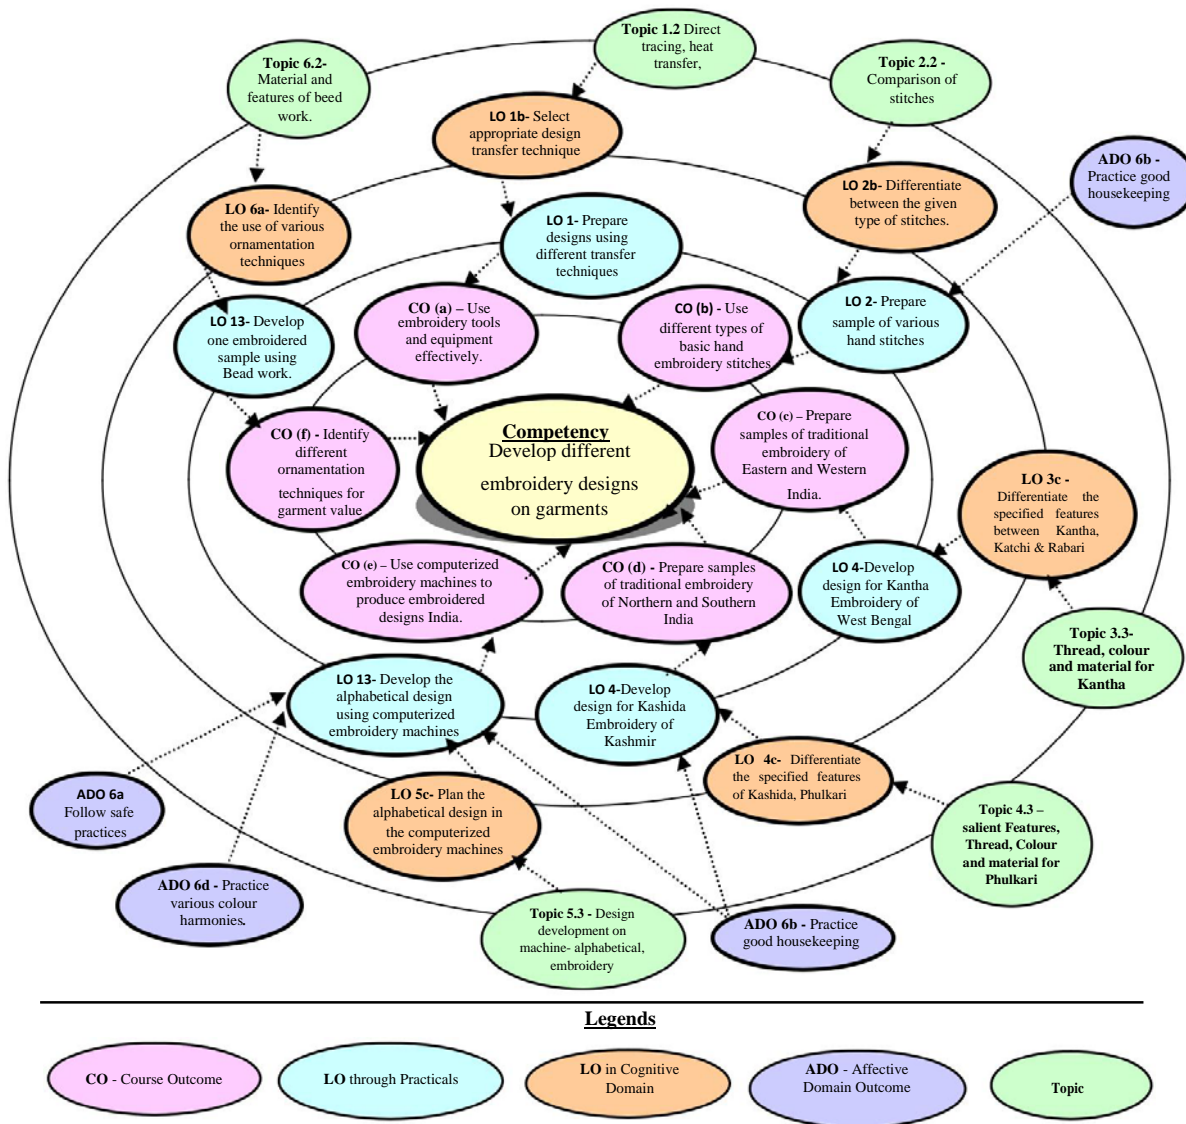 Topic 1.2 Direct
tracing, heat
transfer,
Topic 6.2-
Material and
features of beed
work.
Topic 2.2 -
Comparison of
stitches
LO 1b- Select
appropriate design
transfer technique
ADO 6b -
Practice good
housekeeping
LO 2b- Differentiate
between the given
type of stitches.
LO 6a- Identify
the use of various
ornamentation
techniques
LO 1- Prepare
designs using
different transfer
techniques
CO (a) – Use
embroidery tools
and equipment
effectively.
CO (b) - Use
different types of
basic hand
embroidery stitches
LO 2- Prepare
sample of various
hand stitches
LO 13- Develop
one embroidered
sample using
Bead work.
CO (f) - Identify
different
ornamentation
techniques for
garment value
Competency
Develop different
embroidery designs
on garments
CO (c) – Prepare
samples of traditional
embroidery of
Eastern and Western
India.
LO 3c -
Differentiate the
specified features
between Kantha,
Katchi & Rabari
CO (e) – Use computerized
embroidery machines to
produce embroidered
designs India.
CO (d) - Prepare samples
of traditional embroidery
of Northern and Southern
India
LO 4-Develop
design for Kantha
Embroidery of
West Bengal
Topic 3.3-
Thread, colour
and material for
Kantha
LO 13- Develop the
alphabetical design
using computerized
embroidery machines
LO 4-Develop
design for Kashida
Embroidery of
Kashmir
LO 4c- Differentiate
the specified features
of Kashida, Phulkari
ADO 6a
Follow safe
practices
LO 5c- Plan the
alphabetical design in
the computerized
embroidery machines
Topic 4.3 –
salient Features,
Thread, Colour
and material for
Phulkari
ADO 6d - Practice
various colour
harmonies.
Topic 5.3 - Design
development on
machine- alphabetical,
embroidery
ADO 6b - Practice
good housekeeping
Legends
CO - Course Outcome
LO through Practicals
LO in Cognitive
Domain
ADO - Affective
Domain Outcome
Topic